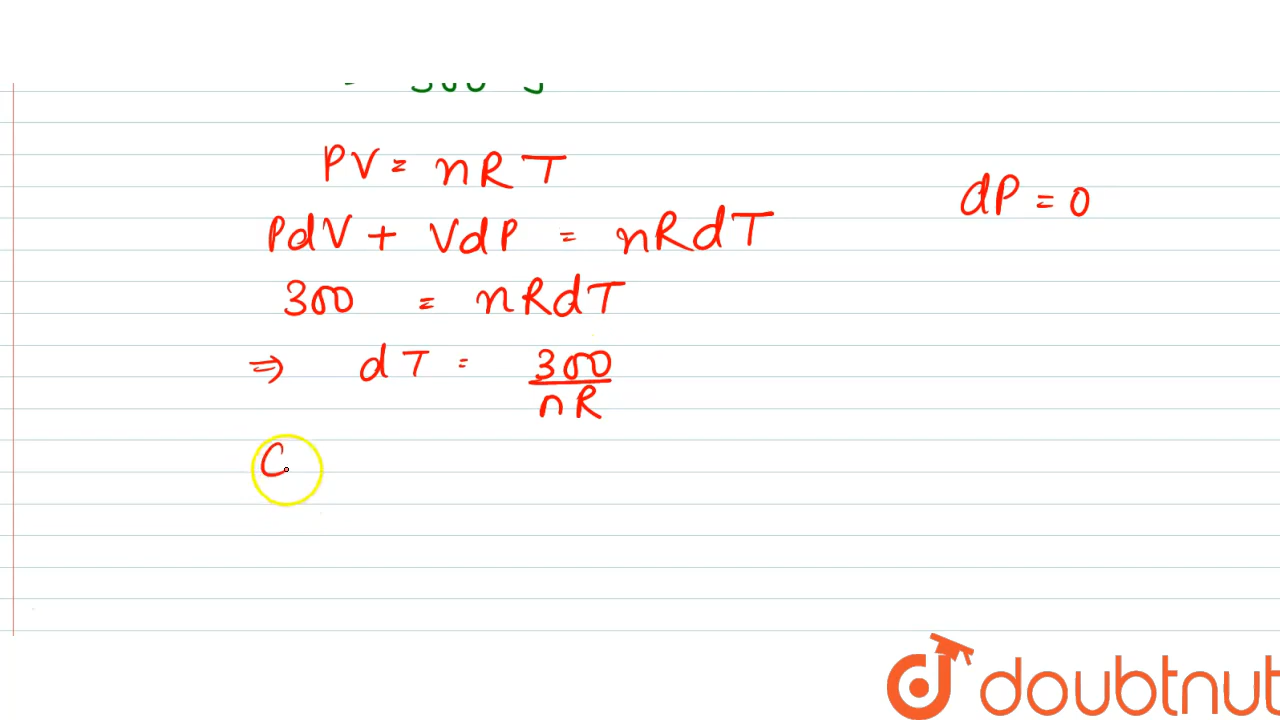 PV = nRT
dP = 0
PdV + VdP = nRdT
300 = nRdT
⇒ dT = 300/nR
C
doubtnut